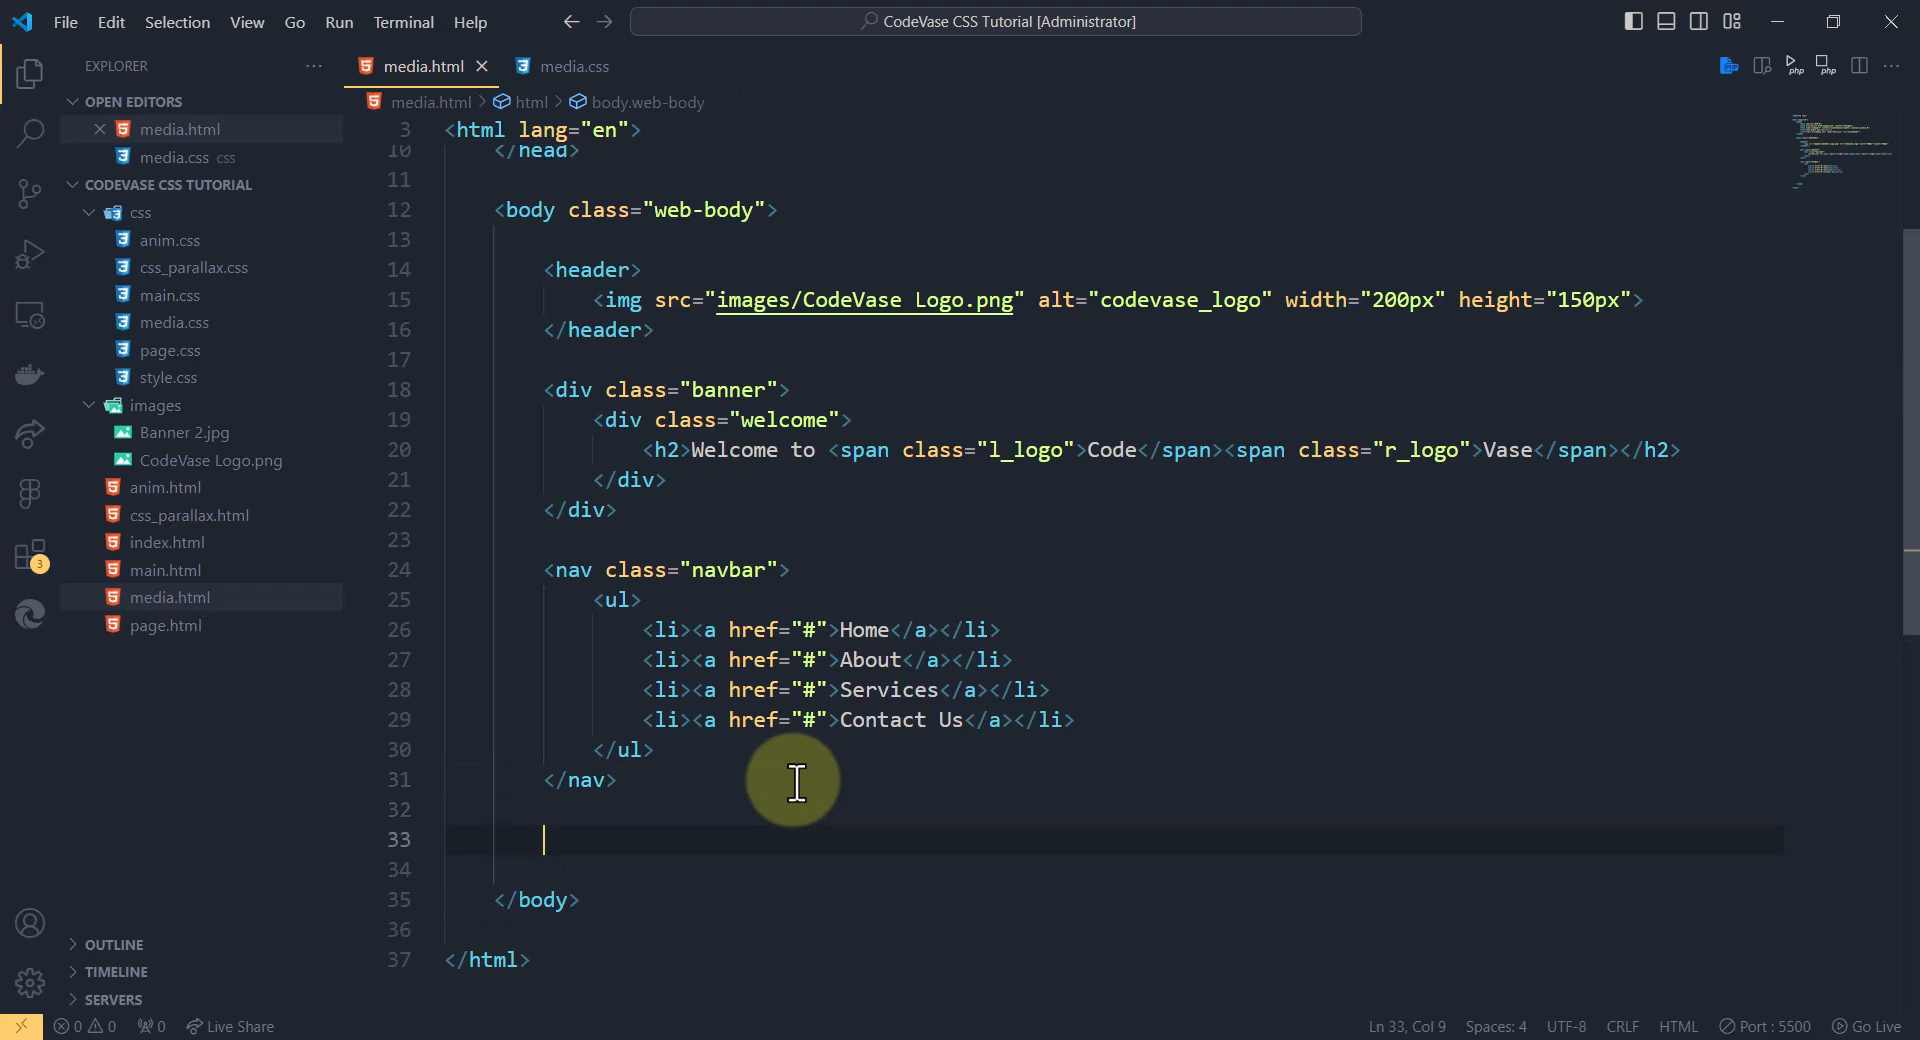 File Edit Selection View Go Run Terminal Help
CodeVase CSS Tutorial [Administrator]
EXPLORER
OPEN EDITORS
media.html
media.css css
CODEVASE CSS TUTORIAL
css
anim.css
css_parallax.css
main.css
media.css
page.css
style.css
images
Banner 2.jpg
CodeVase Logo.png
anim.html
css_parallax.html
index.html
main.html
media.html
page.html
OUTLINE
TIMELINE
SERVERS
3
media.html media.css
php php
media.html > html > body.web-body
3 <html lang="en">
10 </head>
11
12 <body class="web-body">
13
14 <header>
15 <img src="images/CodeVase Logo.png" alt="codevase_logo" width="200px" height="150px">
16 </header>
17
18 <div class="banner">
19 <div class="welcome">
20 <h2>Welcome to <span class="l_logo">Code</span><span class="r_logo">Vase</span></h2>
21 </div>
22 </div>
23
24 <nav class="navbar">
25 <ul>
26 <li><a href="#">Home</a></li>
27 <li><a href="#">About</a></li>
28 <li><a href="#">Services</a></li>
29 <li><a href="#">Contact Us</a></li>
30 </ul>
31 </nav>
32
33
34
35 </body>
36
37 </html>
0 0 0 Live Share
Ln 33, Col 9 Spaces: 4 UTF-8 CRLF HTML Port : 5500 Go Live